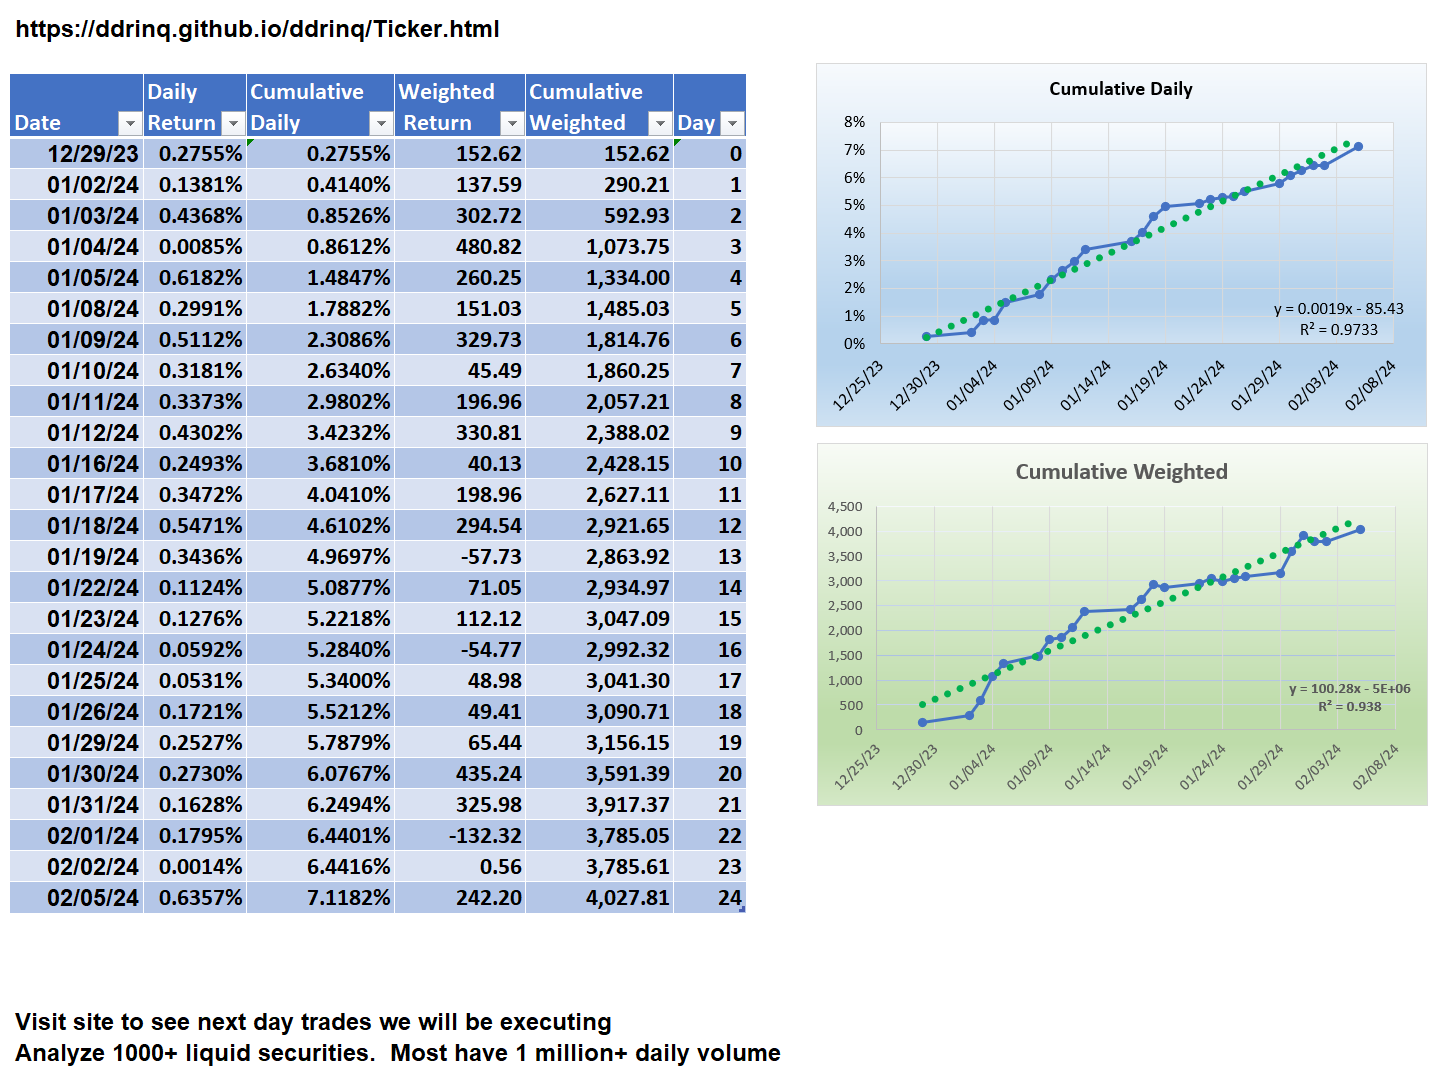 https://ddrinq.github.io/ddrinq/Ticker.html
Date Daily Return Cumulative Daily Weighted Return Cumulative Weighted Day
12/29/23 0.2755% 0.2755% 152.62 152.62 0
01/02/24 0.1381% 0.4140% 137.59 290.21 1
01/03/24 0.4368% 0.8526% 302.72 592.93 2
01/04/24 0.0085% 0.8612% 480.82 1,073.75 3
01/05/24 0.6182% 1.4847% 260.25 1,334.00 4
01/08/24 0.2991% 1.7882% 151.03 1,485.03 5
01/09/24 0.5112% 2.3086% 329.73 1,814.76 6
01/10/24 0.3181% 2.6340% 45.49 1,860.25 7
01/11/24 0.3373% 2.9802% 196.96 2,057.21 8
01/12/24 0.4302% 3.4232% 330.81 2,388.02 9
01/16/24 0.2493% 3.6810% 40.13 2,428.15 10
01/17/24 0.3472% 4.0410% 198.96 2,627.11 11
01/18/24 0.5471% 4.6102% 294.54 2,921.65 12
01/19/24 0.3436% 4.9697% -57.73 2,863.92 13
01/22/24 0.1124% 5.0877% 71.05 2,934.97 14
01/23/24 0.1276% 5.2218% 112.12 3,047.09 15
01/24/24 0.0592% 5.2840% -54.77 2,992.32 16
01/25/24 0.0531% 5.3400% 48.98 3,041.30 17
01/26/24 0.1721% 5.5212% 49.41 3,090.71 18
01/29/24 0.2527% 5.7879% 65.44 3,156.15 19
01/30/24 0.2730% 6.0767% 435.24 3,591.39 20
01/31/24 0.1628% 6.2494% 325.98 3,917.37 21
02/01/24 0.1795% 6.4401% -132.32 3,785.05 22
02/02/24 0.0014% 6.4416% 0.56 3,785.61 23
02/05/24 0.6357% 7.1182% 242.20 4,027.81 24
Cumulative Daily
8%
7%
6%
5%
4%
3%
2%
1%
0%
y = 0.0019x - 85.43
R² = 0.9733
12/25/23 12/30/23 01/04/24 01/09/24 01/14/24 01/19/24 01/24/24 01/29/24 02/03/24 02/08/24
Cumulative Weighted
4,500
4,000
3,500
3,000
2,500
2,000
1,500
1,000
500
0
y = 100.28x - 5E+06
R² = 0.938
12/25/23 12/30/23 01/04/24 01/09/24 01/14/24 01/19/24 01/24/24 01/29/24 02/03/24 02/08/24
Visit site to see next day trades we will be executing
Analyze 1000+ liquid securities.  Most have 1 million+ daily volume